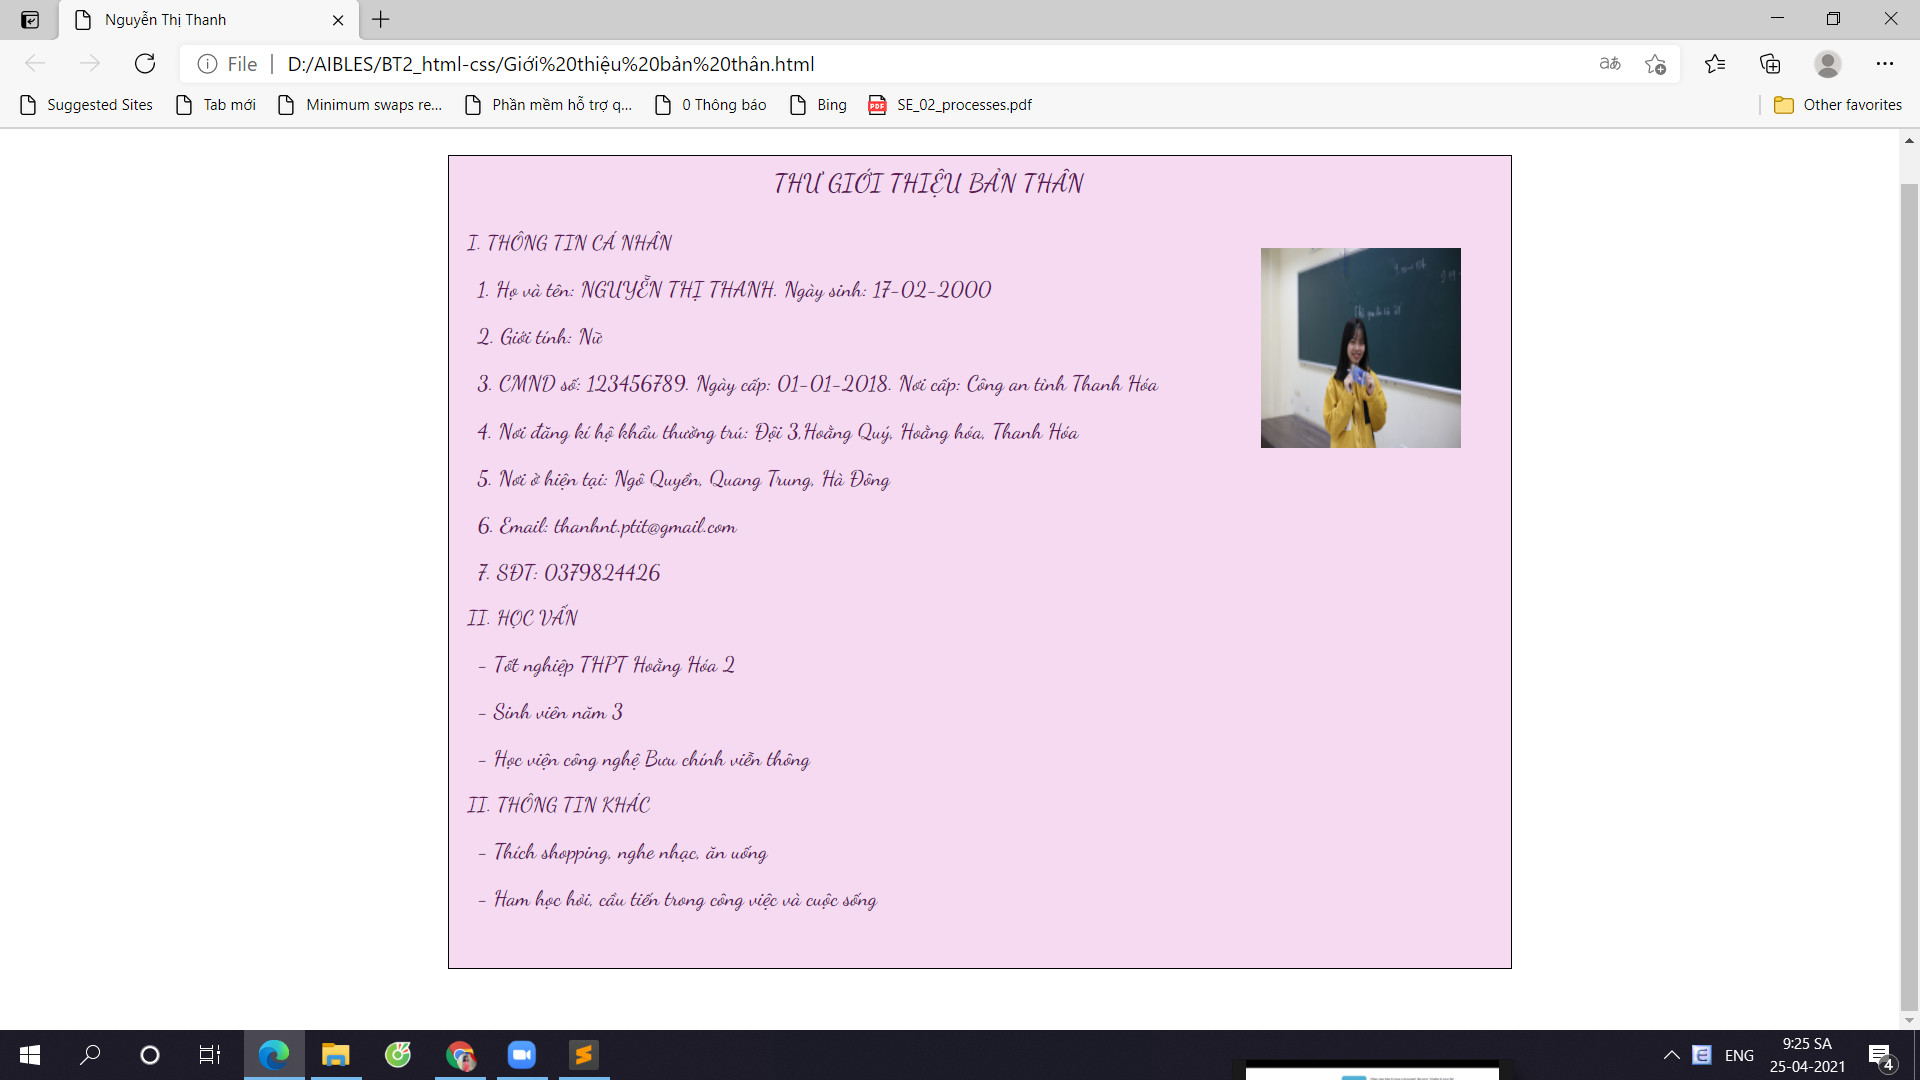 Nguyễn Thị Thanh
File | D:/AIBLES/BT2_html-css/Giới%20thiệu%20bản%20thân.html
Suggested Sites Tab mới Minimum swaps re... Phần mềm hỗ trợ q... 0 Thông báo Bing SE_02_processes.pdf Other favorites
THƯ GIỚI THIỆU BẢN THÂN
I. THÔNG TIN CÁ NHÂN
1. Họ và tên: NGUYỄN THỊ THANH. Ngày sinh: 17-02-2000
2. Giới tính: Nữ
3. CMND số: 123456789. Ngày cấp: 01-01-2018. Nơi cấp: Công an tỉnh Thanh Hóa
4. Nơi đăng kí hộ khẩu thường trú: Đội 3,Hoằng Quý, Hoằng hóa, Thanh Hóa
5. Nơi ở hiện tại: Ngô Quyền, Quang Trung, Hà Đông
6. Email: thanhnt.ptit@gmail.com
7. SĐT: 0379824426
II. HỌC VẤN
- Tốt nghiệp THPT Hoằng Hóa 2
- Sinh viên năm 3
- Học viện công nghệ Bưu chính viễn thông
II. THÔNG TIN KHÁC
- Thích shopping, nghe nhạc, ăn uống
- Ham học hỏi, cầu tiến trong công việc và cuộc sống
ENG
9:25 SA
25-04-2021
4